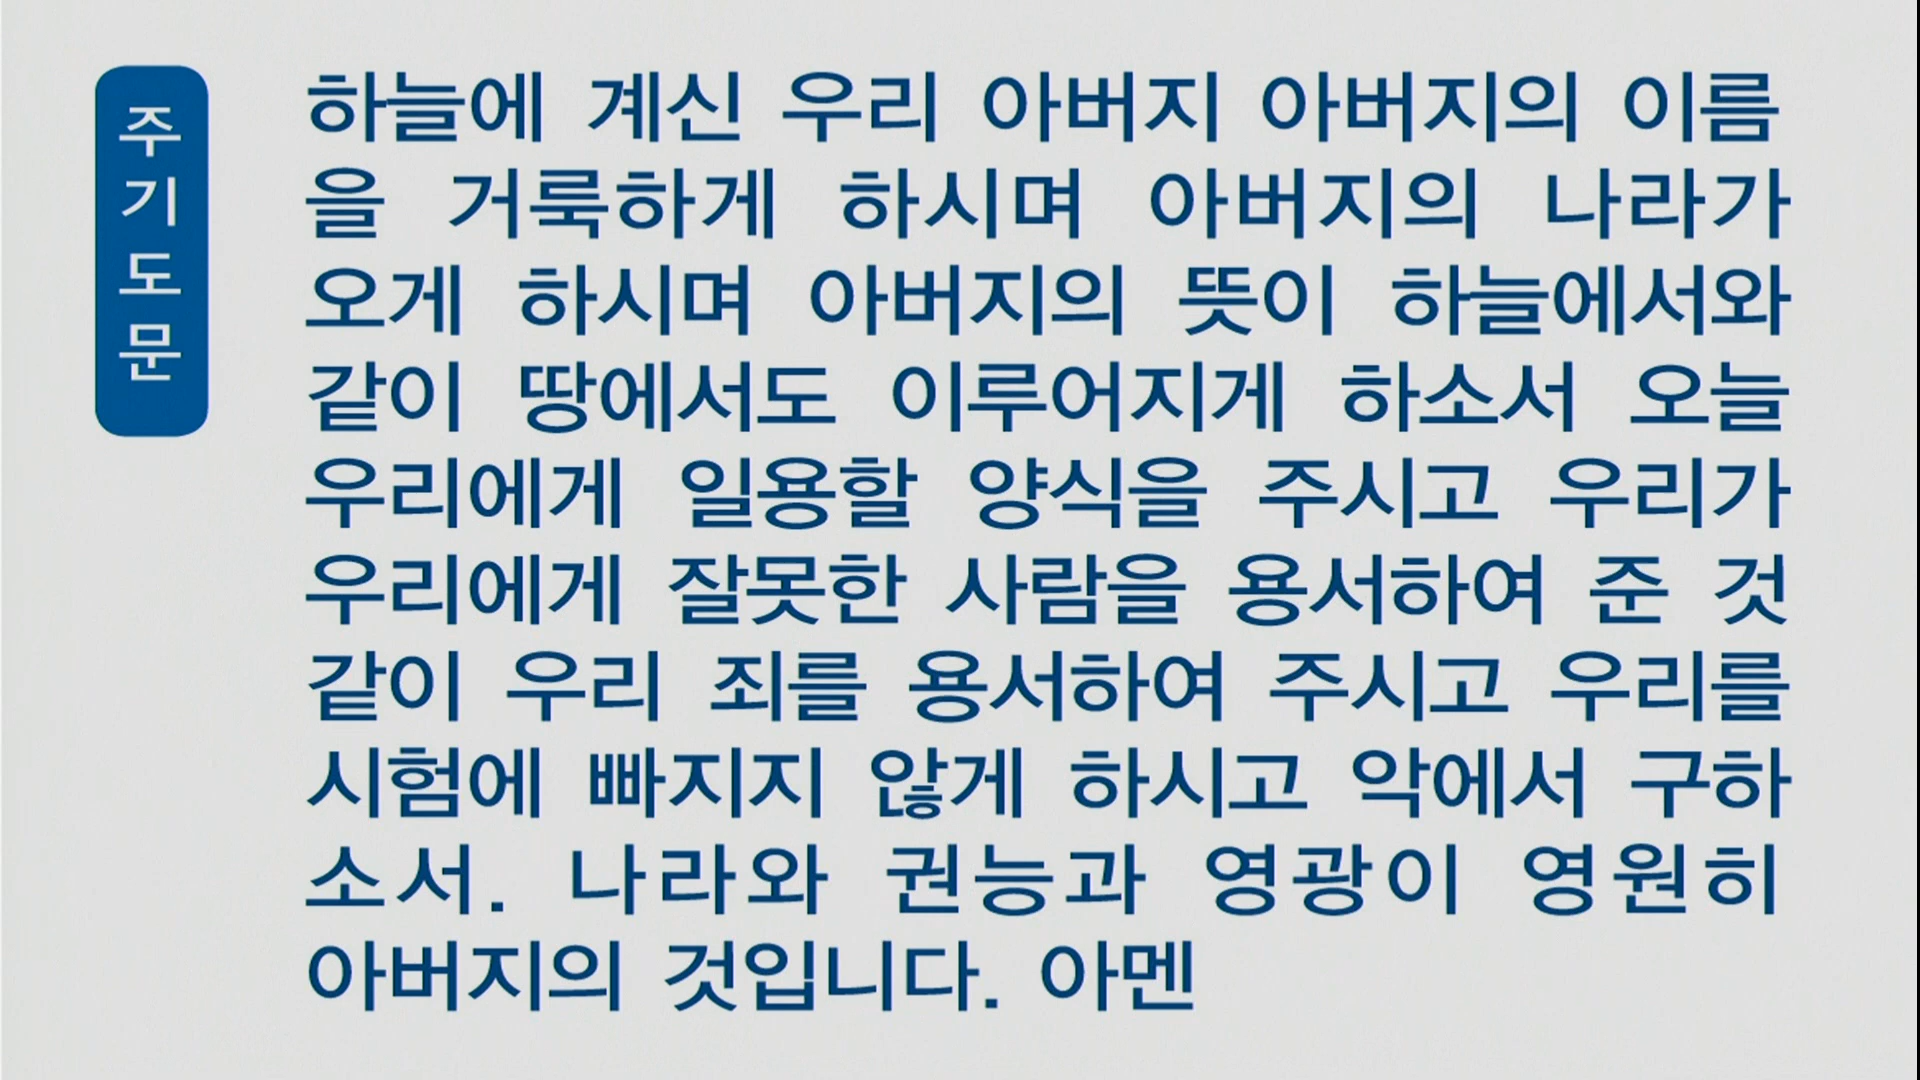 주기도문
하늘에 계신 우리 아버지 아버지의 이름
을 거룩하게 하시며 아버지의 나라가
오게 하시며 아버지의 뜻이 하늘에서와
같이 땅에서도 이루어지게 하소서 오늘
우리에게 일용할 양식을 주시고 우리가
우리에게 잘못한 사람을 용서하여 준 것
같이 우리 죄를 용서하여 주시고 우리를
시험에 빠지지 않게 하시고 악에서 구하
소서. 나라와 권능과 영광이 영원히
아버지의 것입니다. 아멘